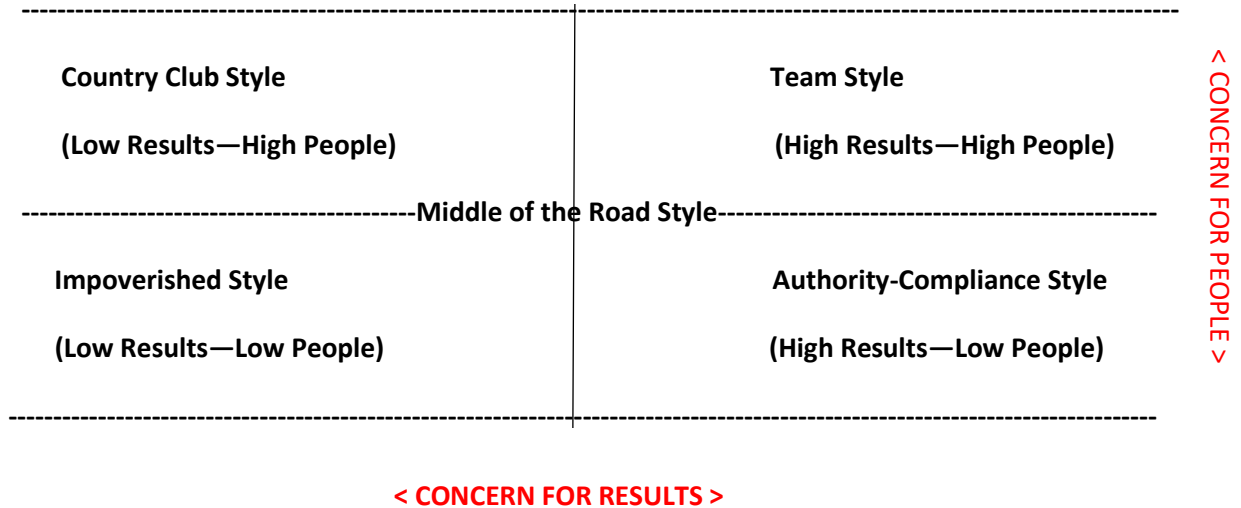 Country Club Style
Team Style
(Low Results—High People)
(High Results—High People)
Middle of the Road Style
Impoverished Style
Authority-Compliance Style
(Low Results—Low People)
(High Results—Low People)
< CONCERN FOR RESULTS >
< CONCERN FOR PEOPLE >